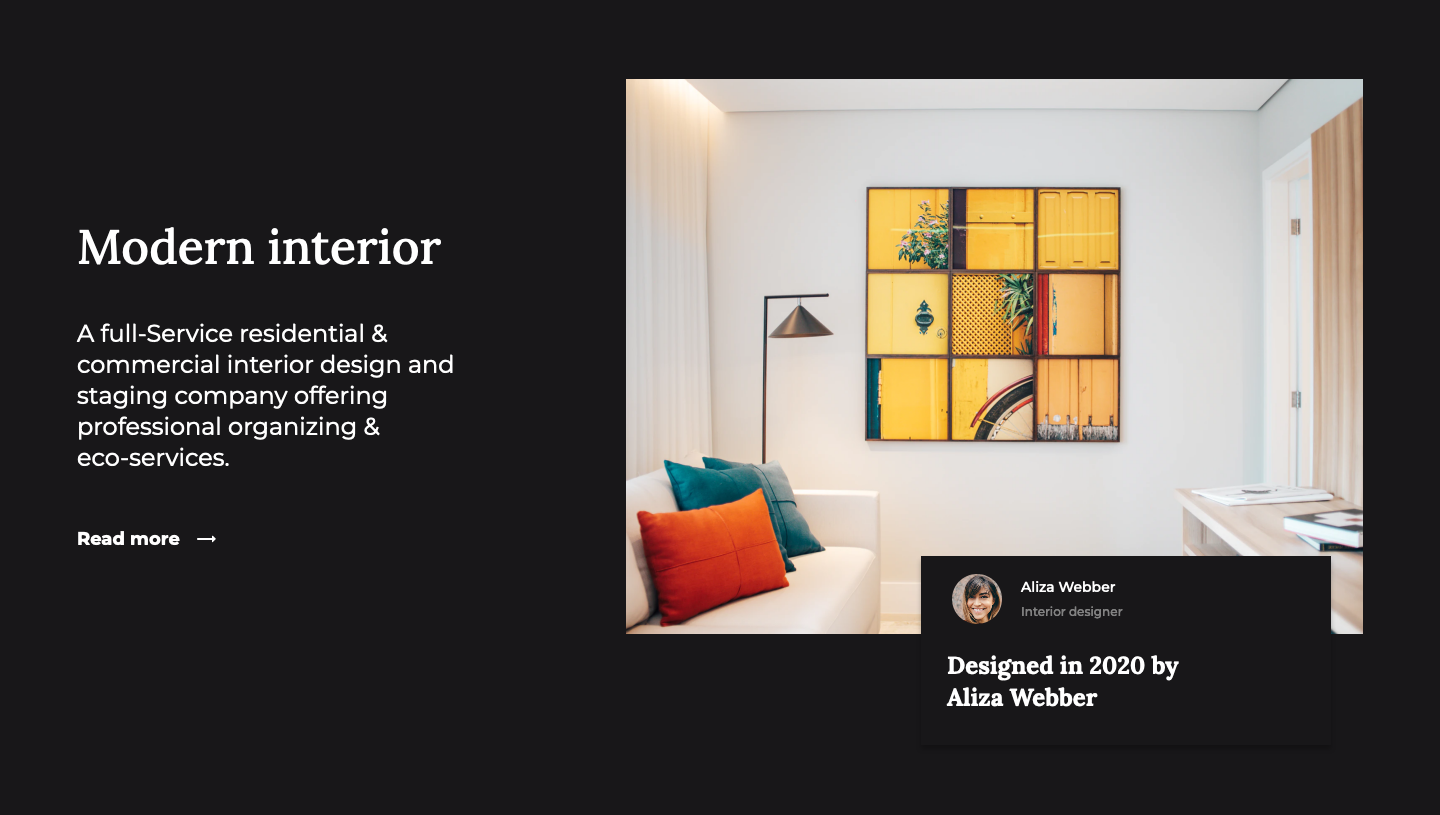 Modern interior
A full-Service residential &
commercial interior design and
staging company offering
professional organizing &
eco-services.
Read more →
Aliza Webber
Interior designer
Designed in 2020 by
Aliza Webber